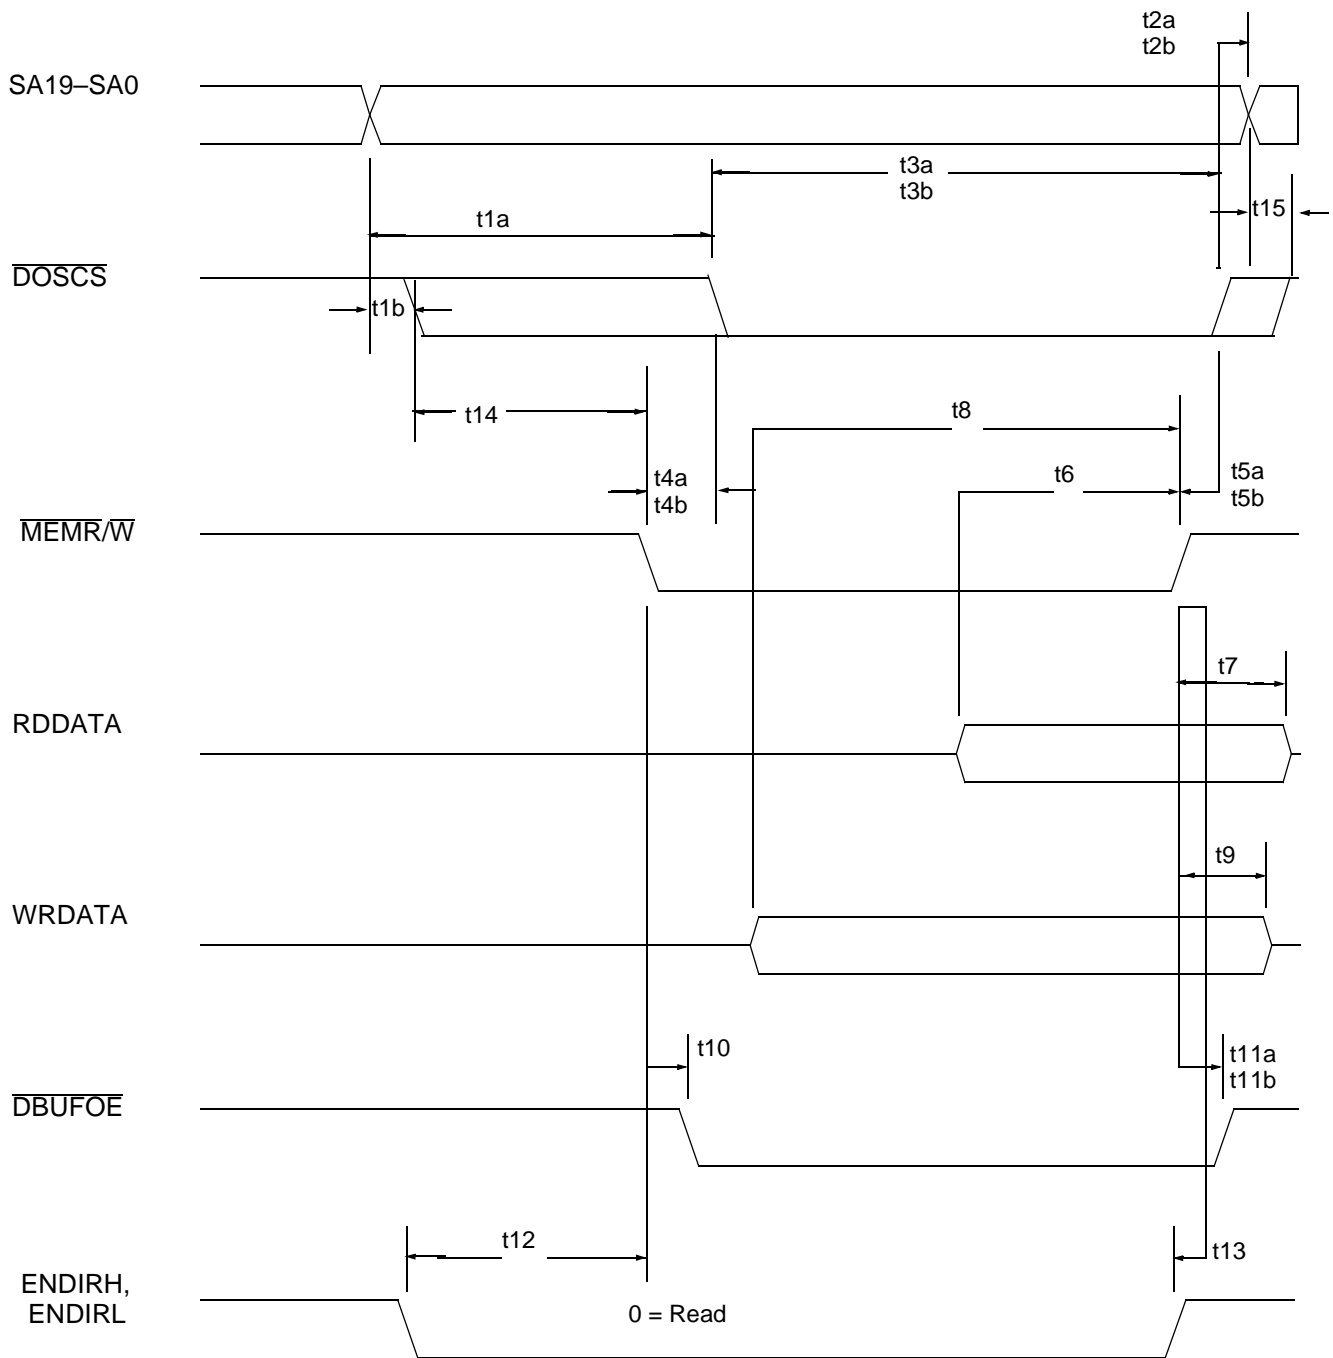 t2a
t2b
SA19–SA0
t3a
t3b
t15
t1a
DOSCS
t1b
t14
t8
t4a
t4b
t6
t5a
t5b
MEMR/W
t7
RDDATA
t9
WRDATA
t10
t11a
t11b
DBUFOE
t12
t13
ENDIRH,
ENDIRL
0 = Read